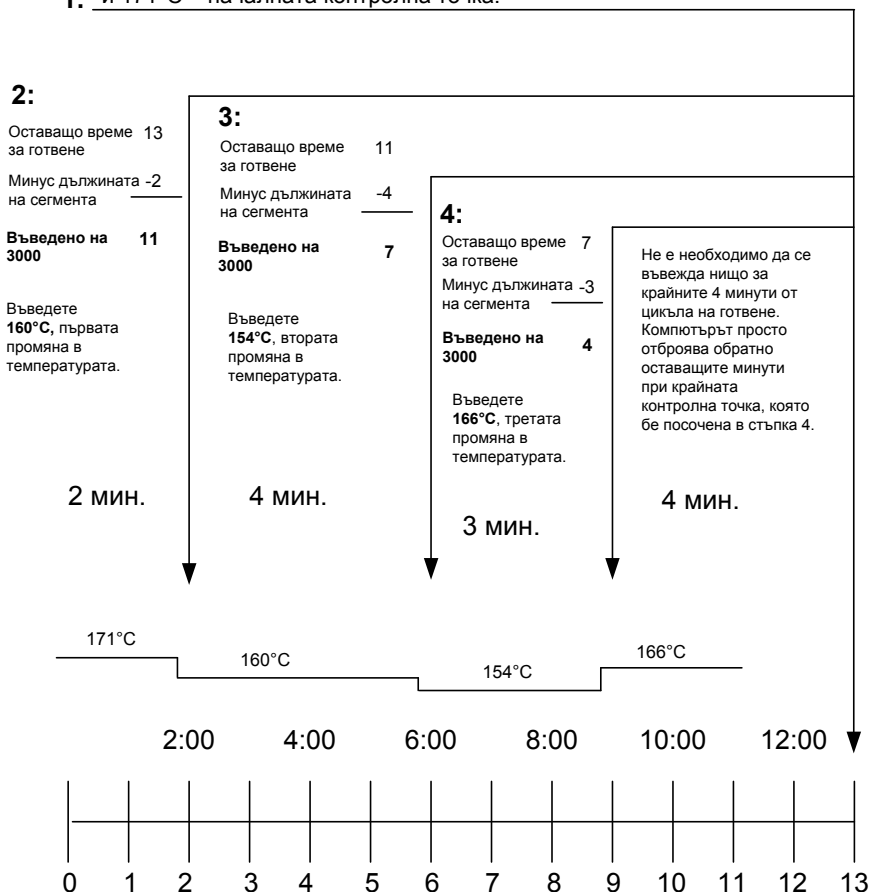 1: и 171°C – началната контролна точка.
2:
Оставащо време 13
за готвене
Минус дължината -2
на сегмента
Въведено на 11
3000
Въведете
160°C, първата
промяна в
температурата.
3:
Оставащо време 11
за готвене
Минус дължината -4
на сегмента
Въведено на 7
3000
Въведете
154°C, втората
промяна в
температурата.
4:
Оставащо време 7
за готвене
Минус дължината -3
на сегмента
Въведено на 4
3000
Въведете
166°C, третата
промяна в
температурата.
Не е необходимо да се
въвежда нищо за
крайните 4 минути от
цикъла на готвене.
Компютърът просто
отброява обратно
оставащите минути
при крайната
контролна точка, която
бе посочена в стъпка 4.
2 мин.
4 мин.
3 мин.
4 мин.
171°C
160°C
154°C
166°C
2:00 4:00 6:00 8:00 10:00 12:00
0 1 2 3 4 5 6 7 8 9 10 11 12 13